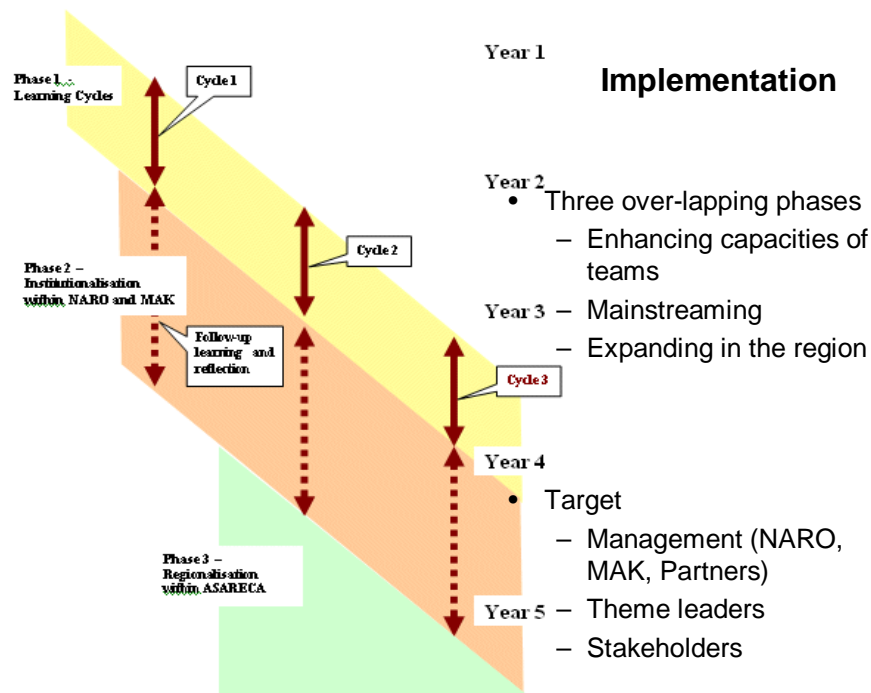 Year 1
Implementation
Phase 1 -
Learning Cycles
Cycle 1
Year 2
• Three over-lapping phases
– Enhancing capacities of
teams
Cycle 2
Phase 2 –
Institutionalisation
within NARO and MAK
Year 3
– Mainstreaming
– Expanding in the region
Follow-up
learning and
reflection
Cycle 3
Year 4
• Target
– Management (NARO,
MAK, Partners)
Phase 3 –
Regionalisation
within ASARECA
Year 5
– Theme leaders
– Stakeholders